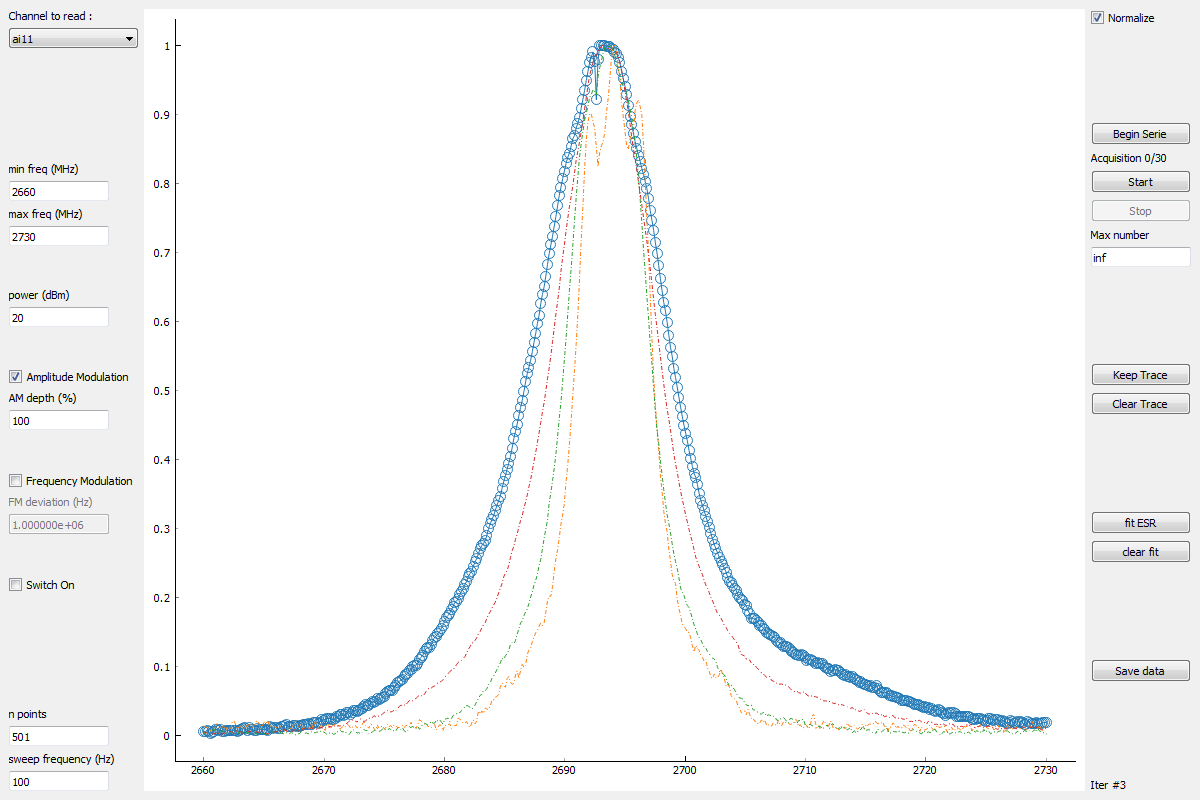 Channel to read :
ai11
min freq (MHz)
2660
max freq (MHz)
2730
power (dBm)
20
Amplitude Modulation
AM depth (%)
100
Frequency Modulation
FM deviation (Hz)
1.000000e+06
Switch On
n points
501
sweep frequency (Hz)
100
1
0.9
0.8
0.7
0.6
0.5
0.4
0.3
0.2
0.1
0
2660 2670 2680 2690 2700 2710 2720 2730
Normalize
Begin Serie
Acquisition 0/30
Start
Stop
Max number
inf
Keep Trace
Clear Trace
fit ESR
clear fit
Save data
Iter #3